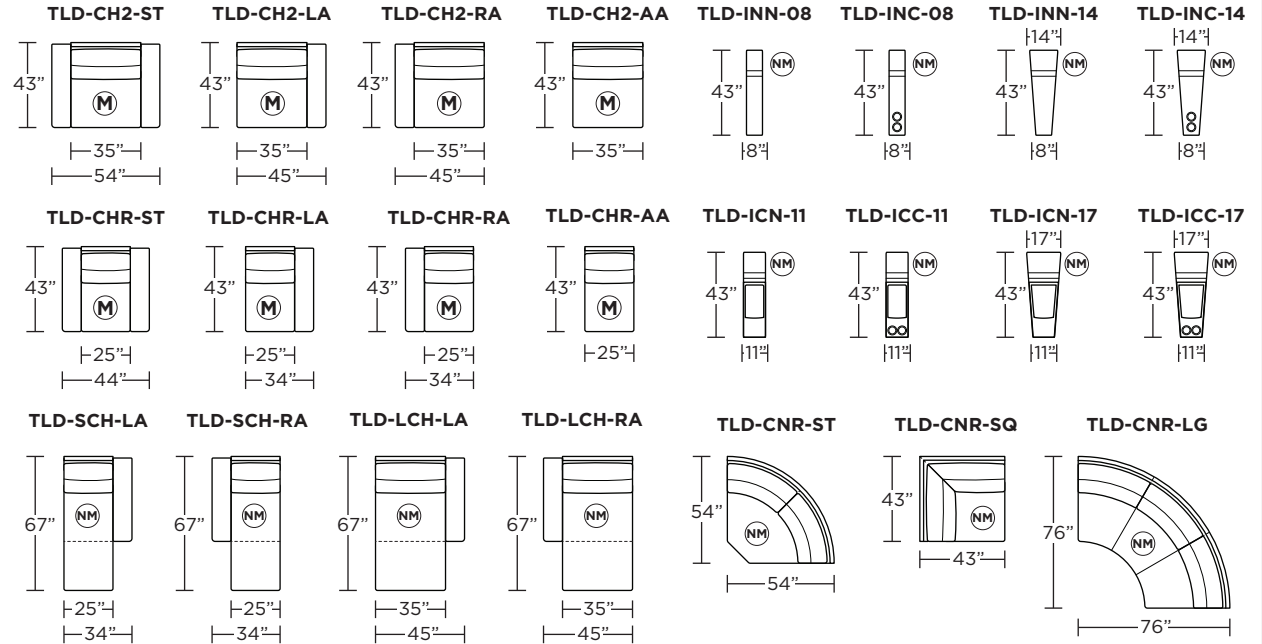 TLD-CH2-ST TLD-CH2-LA TLD-CH2-RA TLD-CH2-AA TLD-INN-08 TLD-INC-08 TLD-INN-14 TLD-INC-14
14” 14”
NM NM NM NM
43” 43” 43” 43” 43” 43” 43” 43”
M M M
35” 35” 35” 35” 8” 8” 8” 8”
54” 45” 45”
TLD-CHR-ST TLD-CHR-LA TLD-CHR-RA TLD-CHR-AA TLD-ICN-11 TLD-ICC-11 TLD-ICN-17 TLD-ICC-17
17” 17”
NM NM NM NM
43” 43” 43” 43” 43” 43” 43” 43”
M M M
25” 25” 25” 25” 11” 11” 11” 11”
44” 34” 34”
TLD-SCH-LA TLD-SCH-RA TLD-LCH-LA TLD-LCH-RA TLD-CNR-ST TLD-CNR-SQ TLD-CNR-LG
67” 67” 67” 67” 54” 43” 76”
NM NM NM NM NM NM NM
43”
54”
25” 25” 35” 35”
34” 34” 45” 45” 76”